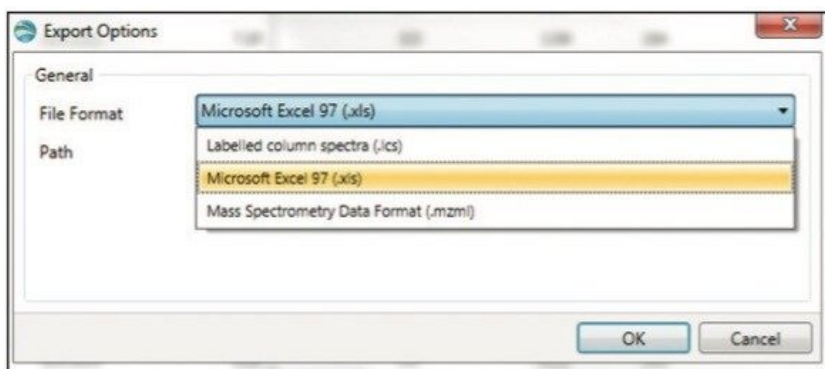 Export Options
General
File Format
Microsoft Excel 97 (.xls)
Path
Labelled column spectra (.lcs)
Microsoft Excel 97 (.xls)
Mass Spectrometry Data Format (.mzml)
OK
Cancel